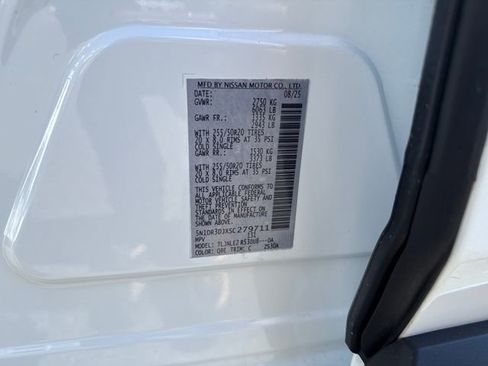 MFD BY NISSAN MOTOR CO., LTD.
DATE: 08/25
GVWR: 2750 KG
6063 LB
GAWR FR.: 1335 KG
2943 LB
WITH 255/50R20 TIRES
20 X 8.0 RIMS AT 35 PSI
COLD SINGLE
GAWR RR.: 1530 KG
3373 LB
WITH 255/50R20 TIRES
20 X 8.0 RIMS AT 35 PSI
COLD SINGLE
THIS VEHICLE CONFORMS TO
ALL APPLICABLE FEDERAL
MOTOR VEHICLE SAFETY AND
THEFT PREVENTION
STANDARDS IN EFFECT ON
THE DATE OF MANUFACTURE
SHOWN ABOVE.
279711
MPV
MODEL:
COLOR: QBE TRIM: C